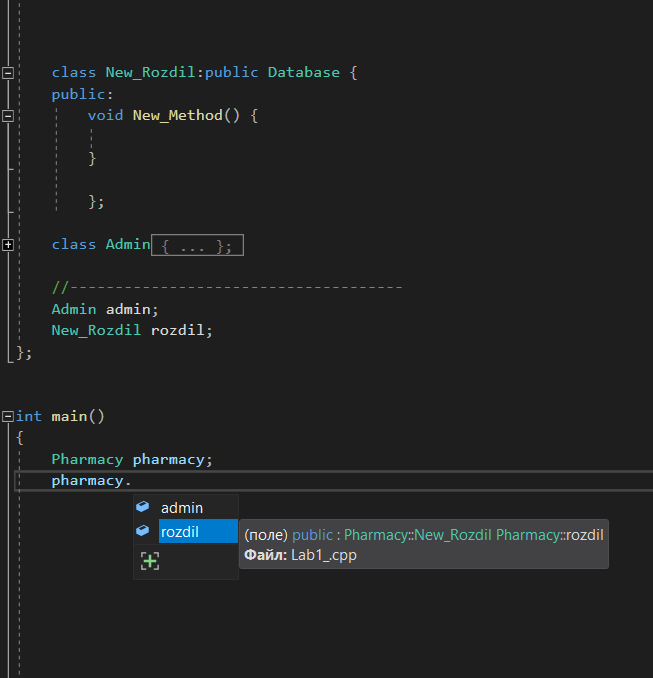 class New_Rozdil:public Database {
public:
void New_Method() {
}
};
class Admin { ... };
//-------------------------------------
Admin admin;
New_Rozdil rozdil;
};
int main()
{
Pharmacy pharmacy;
pharmacy.
admin
rozdil
(поле) public : Pharmacy::New_Rozdil Pharmacy::rozdil
Файл: Lab1_.cpp